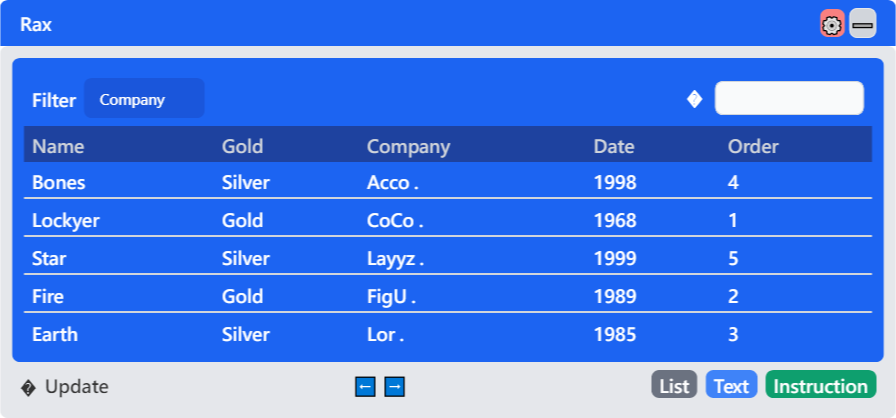 Rax
Filter Company �
Name Gold Company Date Order
Bones Silver Acco . 1998 4
Lockyer Gold CoCo . 1968 1
Star Silver Layyz . 1999 5
Fire Gold FigU . 1989 2
Earth Silver Lor . 1985 3
� Update ← → List Text Instruction